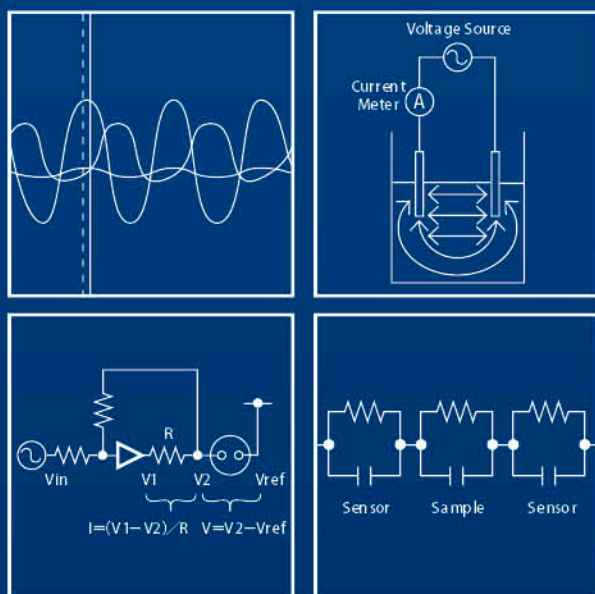 Voltage Source
Current
Meter
A
R
Vin
V1
V2
Vref
I=(V1−V2)/R V=V2−Vref
Sensor
Sample
Sensor